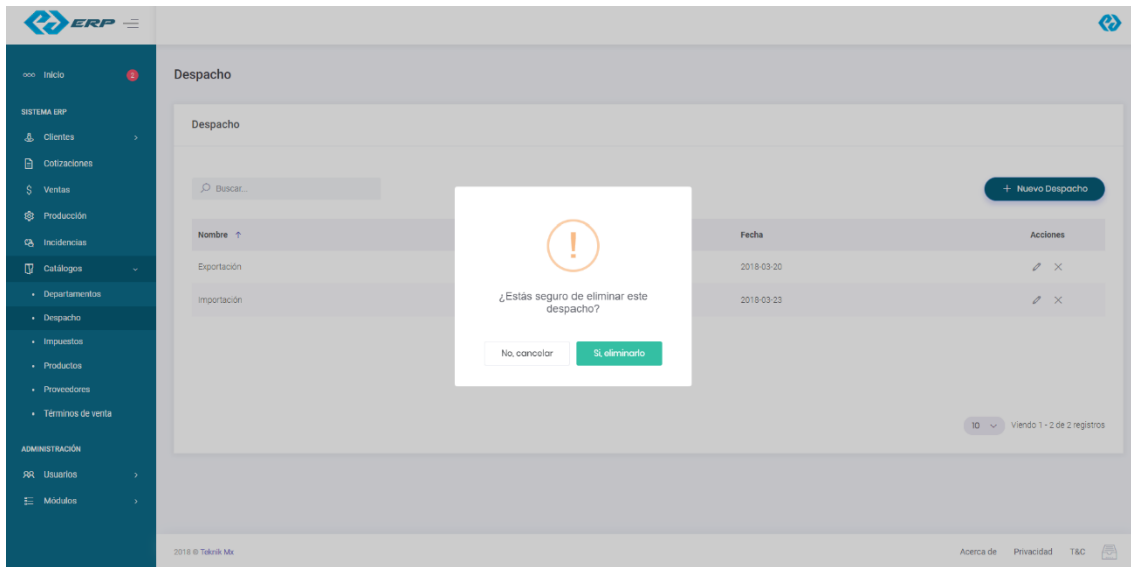 ERP
Inicio 2
Despacho
SISTEMA ERP
Despacho
Clientes
Cotizaciones
Buscar...
+ Nuevo Despacho
Ventas
Producción
Nombre Fecha Acciones
Incidencias
Exportación 2018-03-20
Catálogos
Departamentos
¿Estás seguro de eliminar este
despacho?
Importación 2018-03-23
Despacho
Impuestos
No, cancelar Si, eliminarlo
Productos
Proveedores
Términos de venta
10 Viendo 1 - 2 de 2 registros
ADMINISTRACIÓN
Usuarios
Módulos
2018 © Teknik Mx Acerca de Privacidad T&C